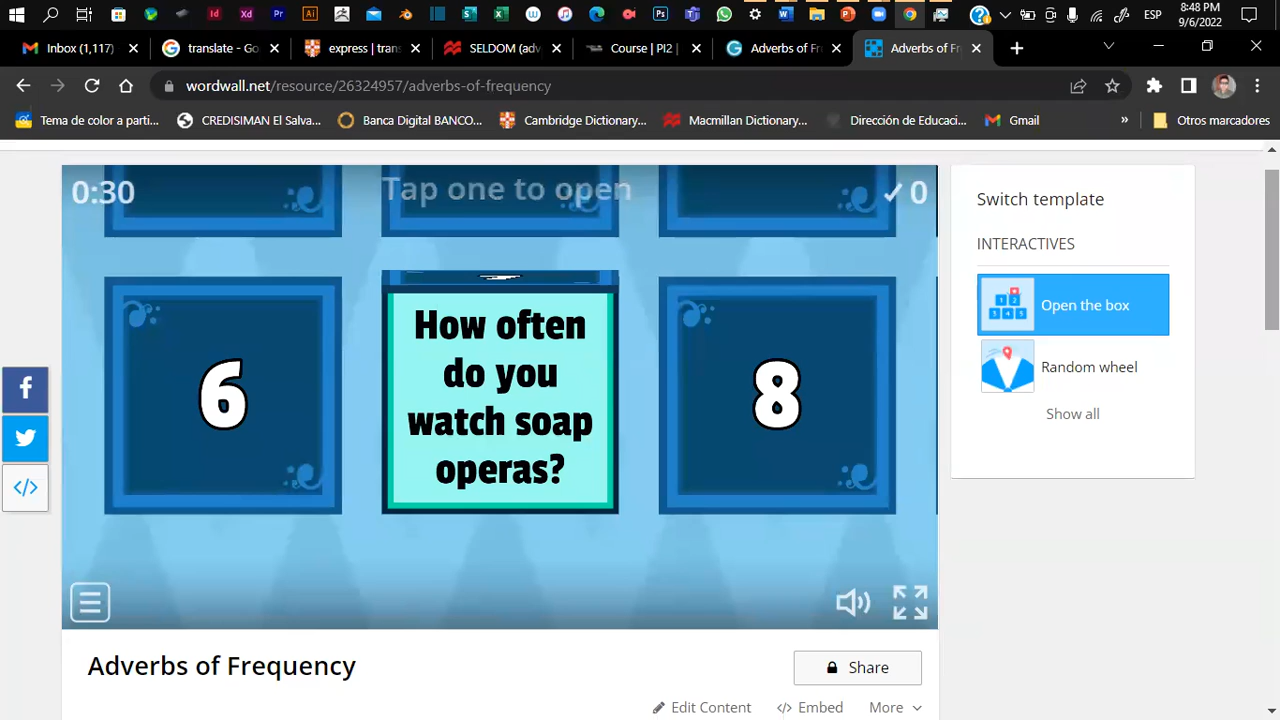 8:48 PM
ESP
9/6/2022
Inbox (1,117)
translate - Go
express | tran
SELDOM (adv
Course | PI2 |
Adverbs of Fr
Adverbs of Fr
wordwall.net/resource/26324957/adverbs-of-frequency
Tema de color a parti...
CREDISIMAN El Salva...
Banca Digital BANCO...
Cambridge Dictionary...
Macmillan Dictionary...
Dirección de Educaci...
Gmail
»
Otros marcadores
0:30
Tap one to open
0
6
How often
do you
watch soap
operas?
8
Switch template
INTERACTIVES
Open the box
Random wheel
Show all
Adverbs of Frequency
Share
Edit Content
Embed
More